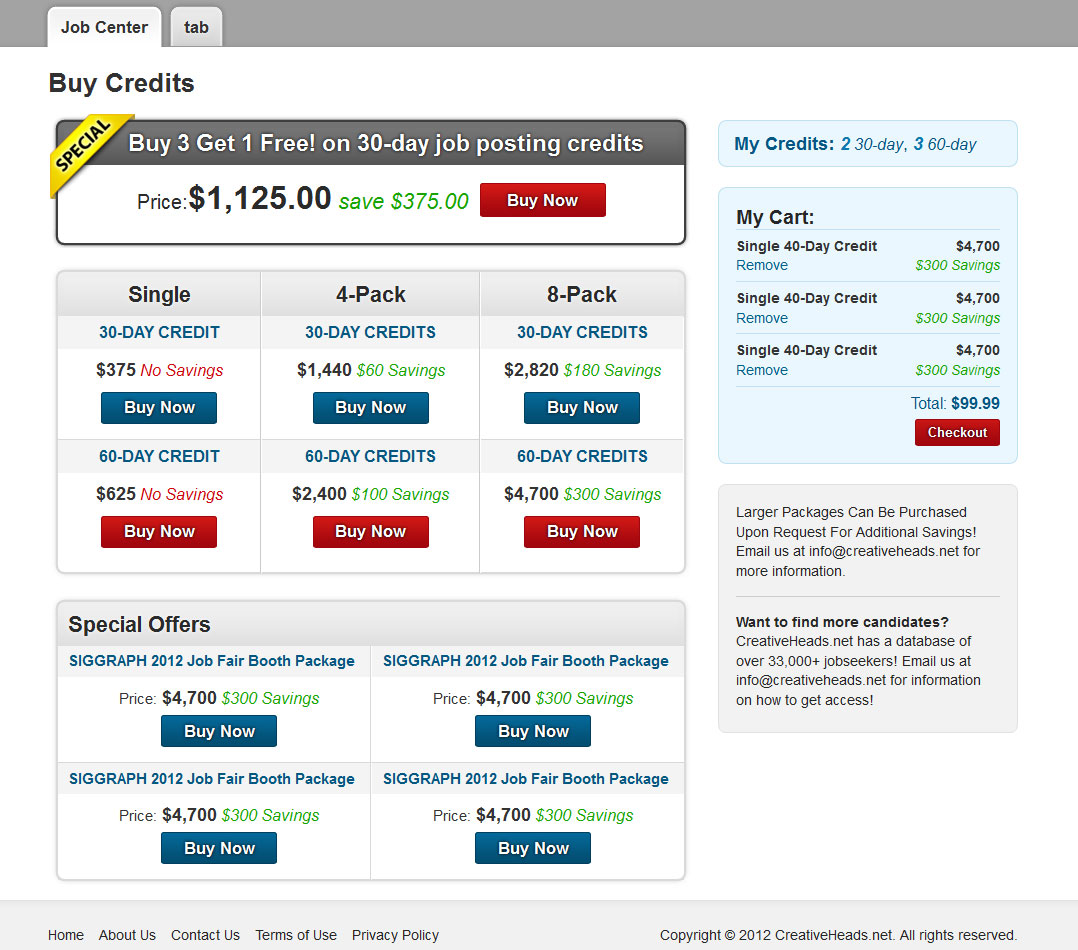 Job Center tab
Buy Credits
SPECIAL
Buy 3 Get 1 Free! on 30-day job posting credits
Price:$1,125.00 save $375.00 Buy Now
Single 4-Pack 8-Pack
30-DAY CREDIT 30-DAY CREDITS 30-DAY CREDITS
$375 No Savings $1,440 $60 Savings $2,820 $180 Savings
Buy Now Buy Now Buy Now
60-DAY CREDIT 60-DAY CREDITS 60-DAY CREDITS
$625 No Savings $2,400 $100 Savings $4,700 $300 Savings
Buy Now Buy Now Buy Now
Special Offers
SIGGRAPH 2012 Job Fair Booth Package SIGGRAPH 2012 Job Fair Booth Package
Price: $4,700 $300 Savings Price: $4,700 $300 Savings
Buy Now Buy Now
SIGGRAPH 2012 Job Fair Booth Package SIGGRAPH 2012 Job Fair Booth Package
Price: $4,700 $300 Savings Price: $4,700 $300 Savings
Buy Now Buy Now
My Credits: 2 30-day, 3 60-day
My Cart:
Single 40-Day Credit $4,700
Remove $300 Savings
Single 40-Day Credit $4,700
Remove $300 Savings
Single 40-Day Credit $4,700
Remove $300 Savings
Total: $99.99
Checkout
Larger Packages Can Be Purchased
Upon Request For Additional Savings!
Email us at info@creativeheads.net for
more information.
Want to find more candidates?
CreativeHeads.net has a database of
over 33,000+ jobseekers! Email us at
info@creativeheads.net for information
on how to get access!
Home About Us Contact Us Terms of Use Privacy Policy Copyright © 2012 CreativeHeads.net. All rights reserved.